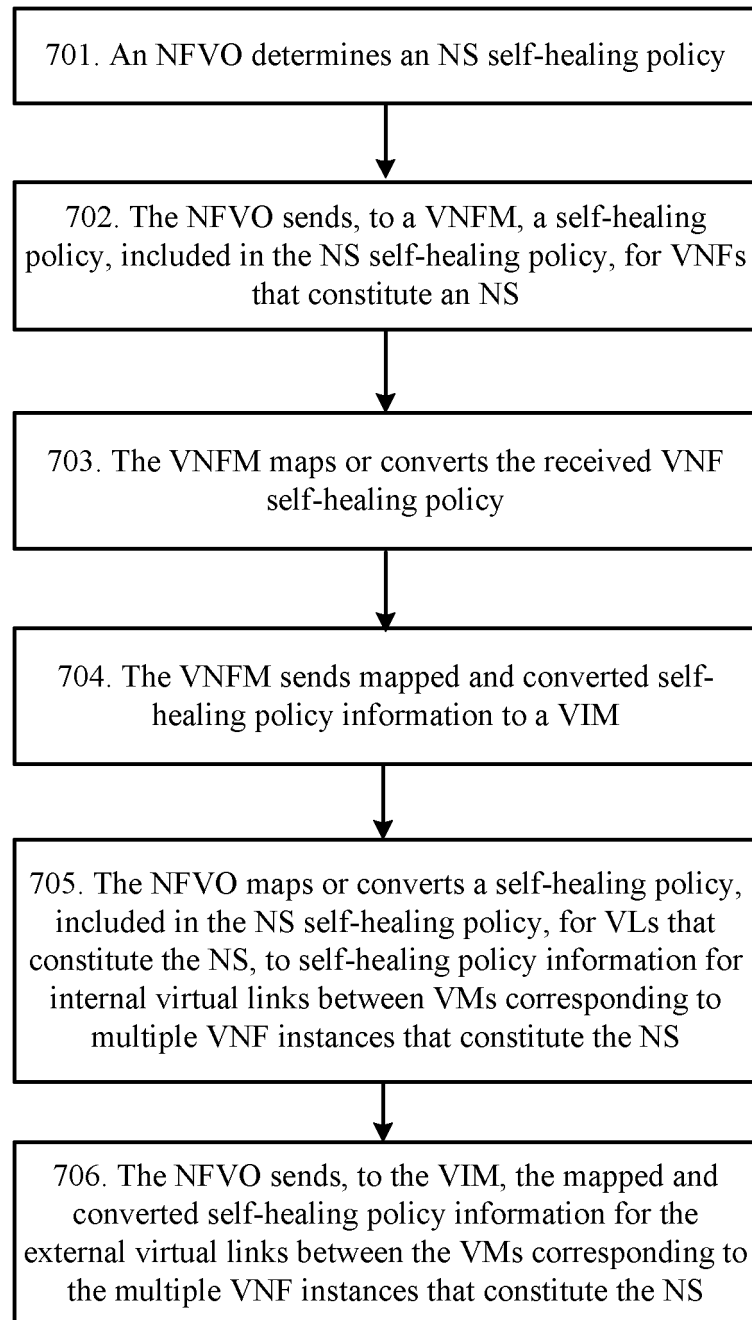 701. An NFVO determines an NS self-healing policy
702. The NFVO sends, to a VNFM, a self-healing
policy, included in the NS self-healing policy, for VNFs
that constitute an NS
703. The VNFM maps or converts the received VNF
self-healing policy
704. The VNFM sends mapped and converted self-
healing policy information to a VIM
705. The NFVO maps or converts a self-healing policy,
included in the NS self-healing policy, for VLs that
constitute the NS, to self-healing policy information for
internal virtual links between VMs corresponding to
multiple VNF instances that constitute the NS
706. The NFVO sends, to the VIM, the mapped and
converted self-healing policy information for the
external virtual links between the VMs corresponding to
the multiple VNF instances that constitute the NS